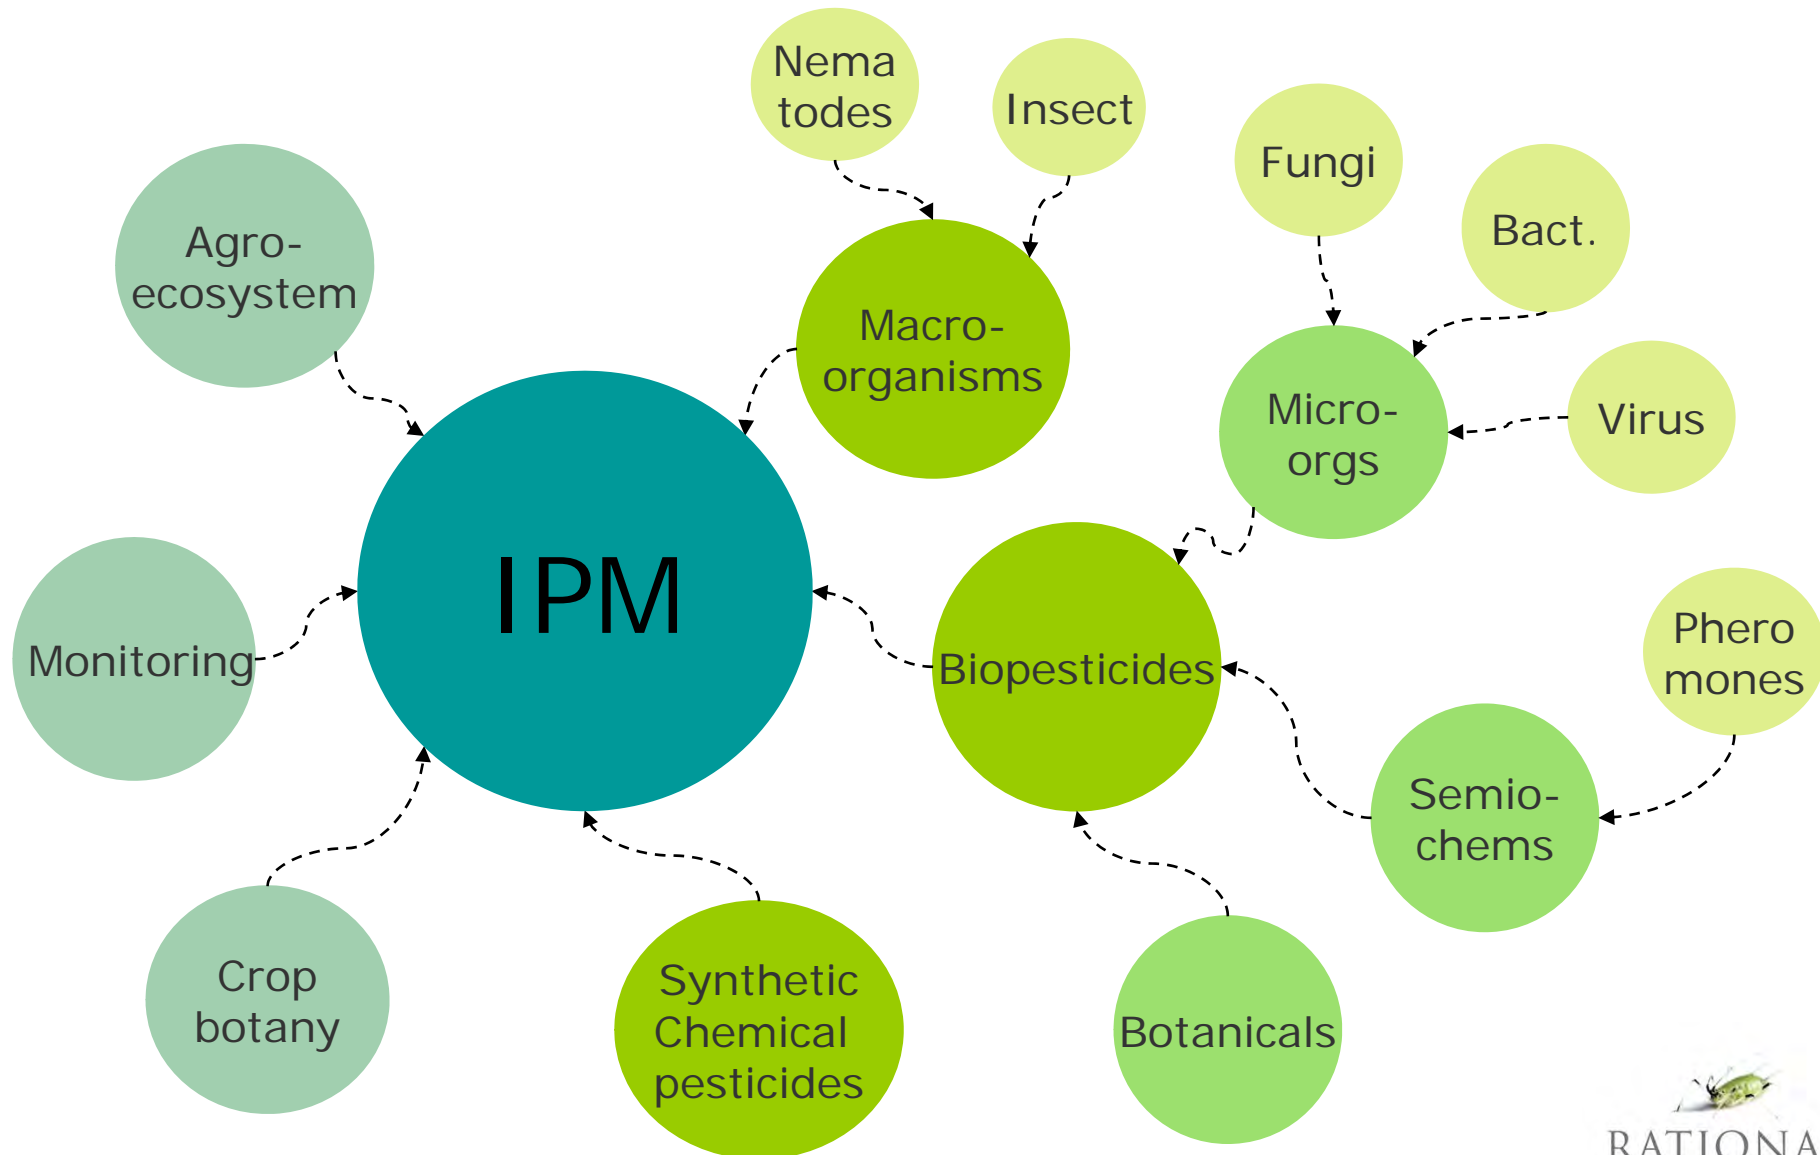 Nema
todes
Insect
Fungi
Bact.
Agro-
ecosystem
Macro-
organisms
Micro-
orgs
Virus
IPM
Monitoring
Biopesticides
Phero
mones
Semio-
chems
Crop
botany
Synthetic
Chemical
pesticides
Botanicals
RATIONA